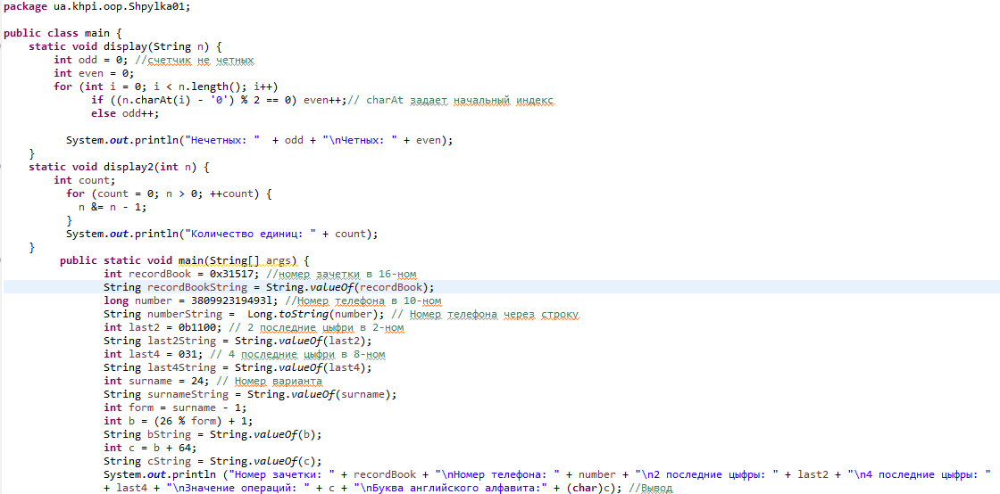 package ua.khpi.oop.Shpylka01;
public class main {
static void display(String n) {
int odd = 0; //счетчик не четных
int even = 0;
for (int i = 0; i < n.length(); i++)
if ((n.charAt(i) - '0') % 2 == 0) even++;// charAt задает начальный индекс
else odd++;
System.out.println("Нечетных: "  + odd + "\nЧетных: " + even);
}
static void display2(int n) {
int count;
for (count = 0; n > 0; ++count) {
n &= n - 1;
}
System.out.println("Количество единиц: " + count);
}
public static void main(String[] args) {
int recordBook = 0x31517; //номер зачетки в 16-ном
String recordBookString = String.valueOf(recordBook);
long number = 380992319493l; //Номер телефона в 10-ном
String numberString =  Long.toString(number); // Номер телефона через строку
int last2 = 0b1100; // 2 последние цыфри в 2-ном
String last2String = String.valueOf(last2);
int last4 = 031; // 4 последние цыфри в 8-ном
String last4String = String.valueOf(last4);
int surname = 24; // Номер варианта
String surnameString = String.valueOf(surname);
int form = surname - 1;
int b = (26 % form) + 1;
String bString = String.valueOf(b);
int c = b + 64;
String cString = String.valueOf(c);
System.out.println ("Номер зачетки: " + recordBook + "\nНомер телефона: " + number + "\n2 последние цыфры: " + last2 + "\n4 последние цыфры: "
+ last4 + "\nЗначение операций: " + c + "\nБуква английского алфавита:" + (char)c); //Вывод